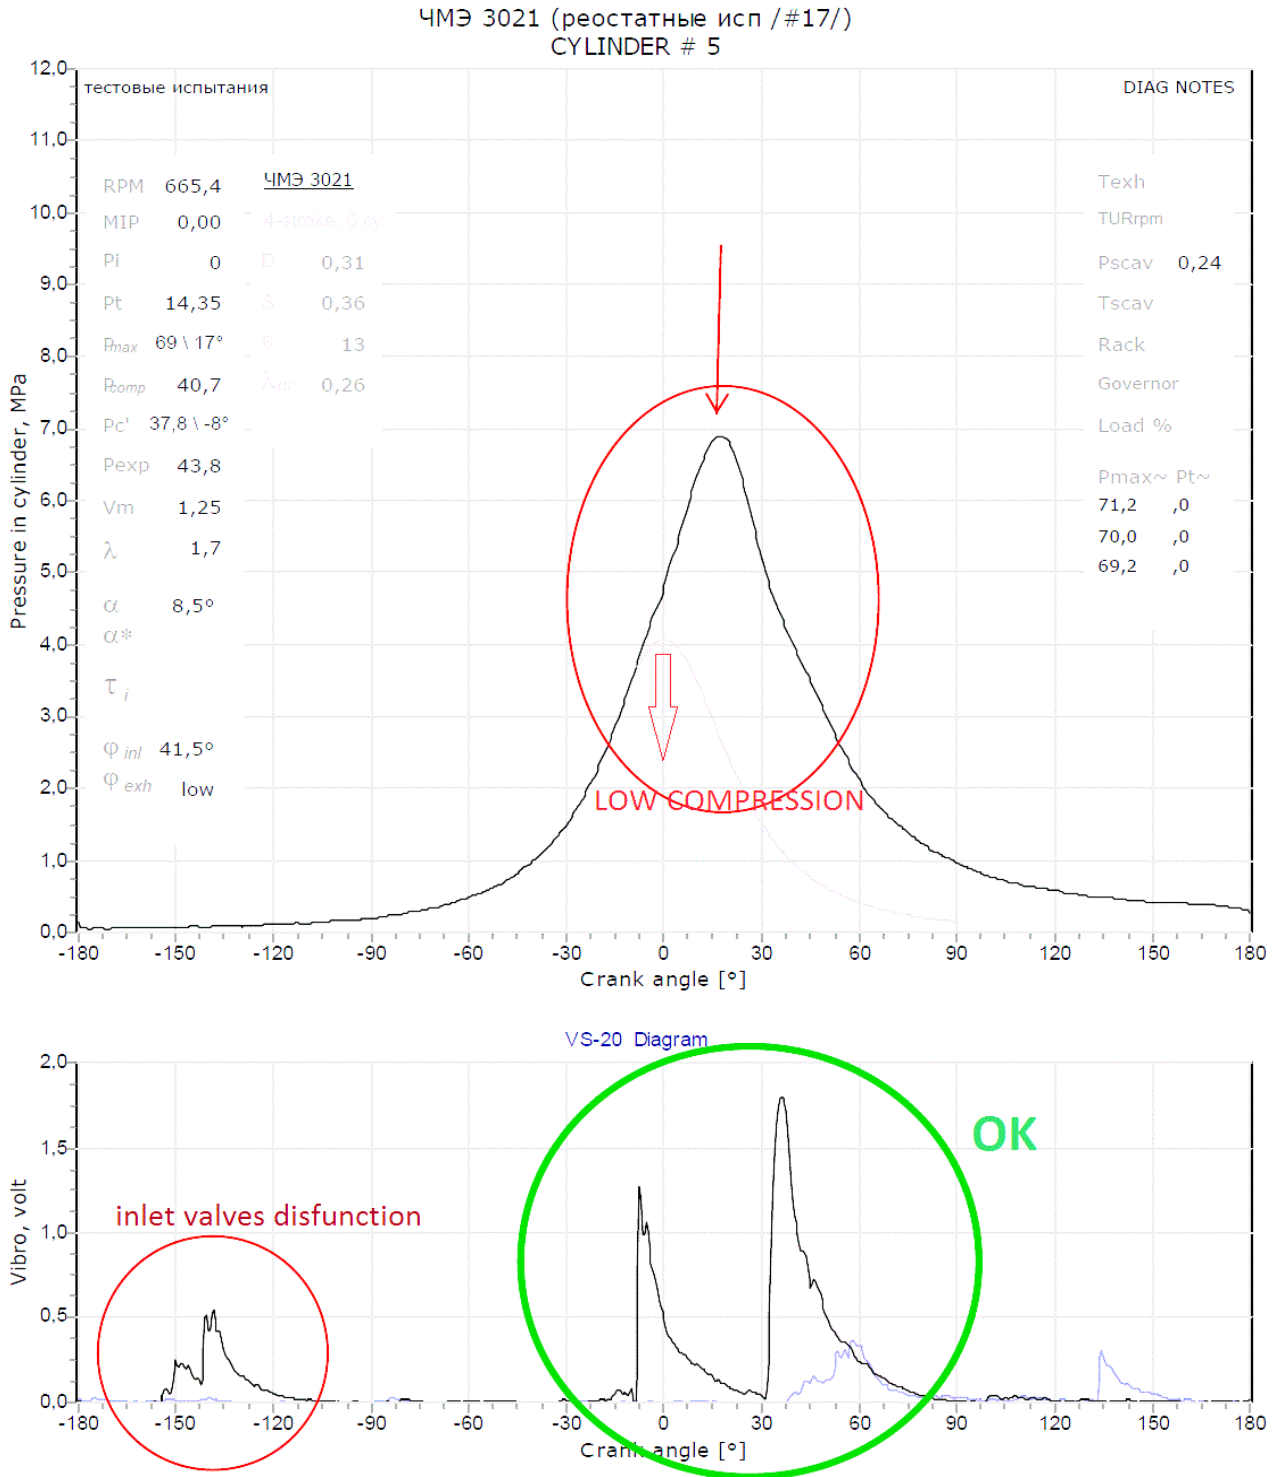 ЧМЭ 3021 (реостатные исп /#17/)
CYLINDER # 5
тестовые испытания
DIAG NOTES
RPM 665,4
MIP 0,00
Pi 0
Pt 14,35
Pmax 69 \ 17°
Pcomp 40,7
Pc' 37,8 \ -8°
Pexp 43,8
Vm 1,25
λ 1,7
α 8,5º
α*
τ i
φ inl 41,5º
φ exh low
ЧМЭ 3021
4-stroke, 6 cyl
D 0,31
S 0,36
13
0,26
Texh
TURrpm
Pscav 0,24
Tscav
Rack
Governor
Load %
Pmax~ Pt~
71,2 ,0
70,0 ,0
69,2 ,0
LOW COMPRESSION
Pressure in cylinder, MPa
12.0
11.0
10.0
9.0
8.0
7.0
6.0
5.0
4.0
3.0
2.0
1.0
0.0
-180 -150 -120 -90 -60 -30 0 30 60 90 120 150 180
Crank angle [°]
VS-20 Diagram
OK
inlet valves disfunction
Vibro, volt
2.0
1.5
1.0
0.5
0.0
-180 -150 -120 -90 -60 -30 0 30 60 90 120 150 180
Crank angle [°]